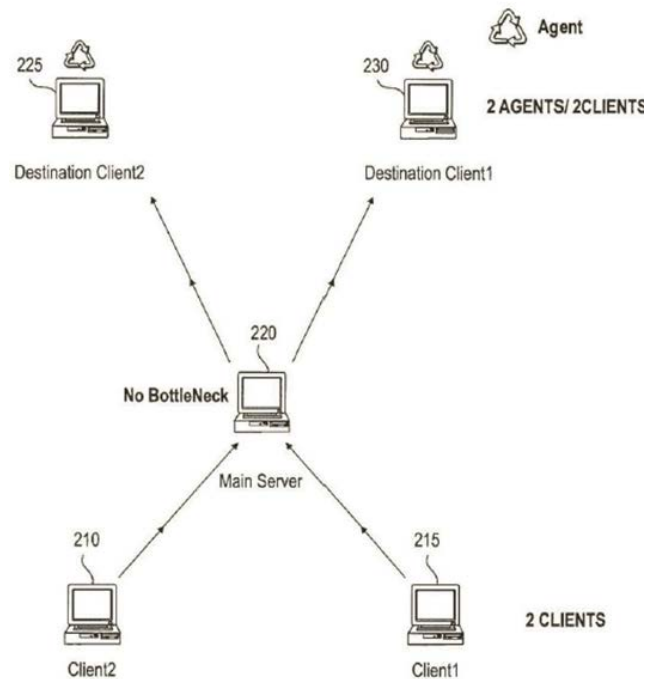 Agent
225
230
2 AGENTS/ 2CLIENTS
Destination Client2
Destination Client1
220
No BottleNeck
Main Server
210
215
2 CLIENTS
Client2
Client1